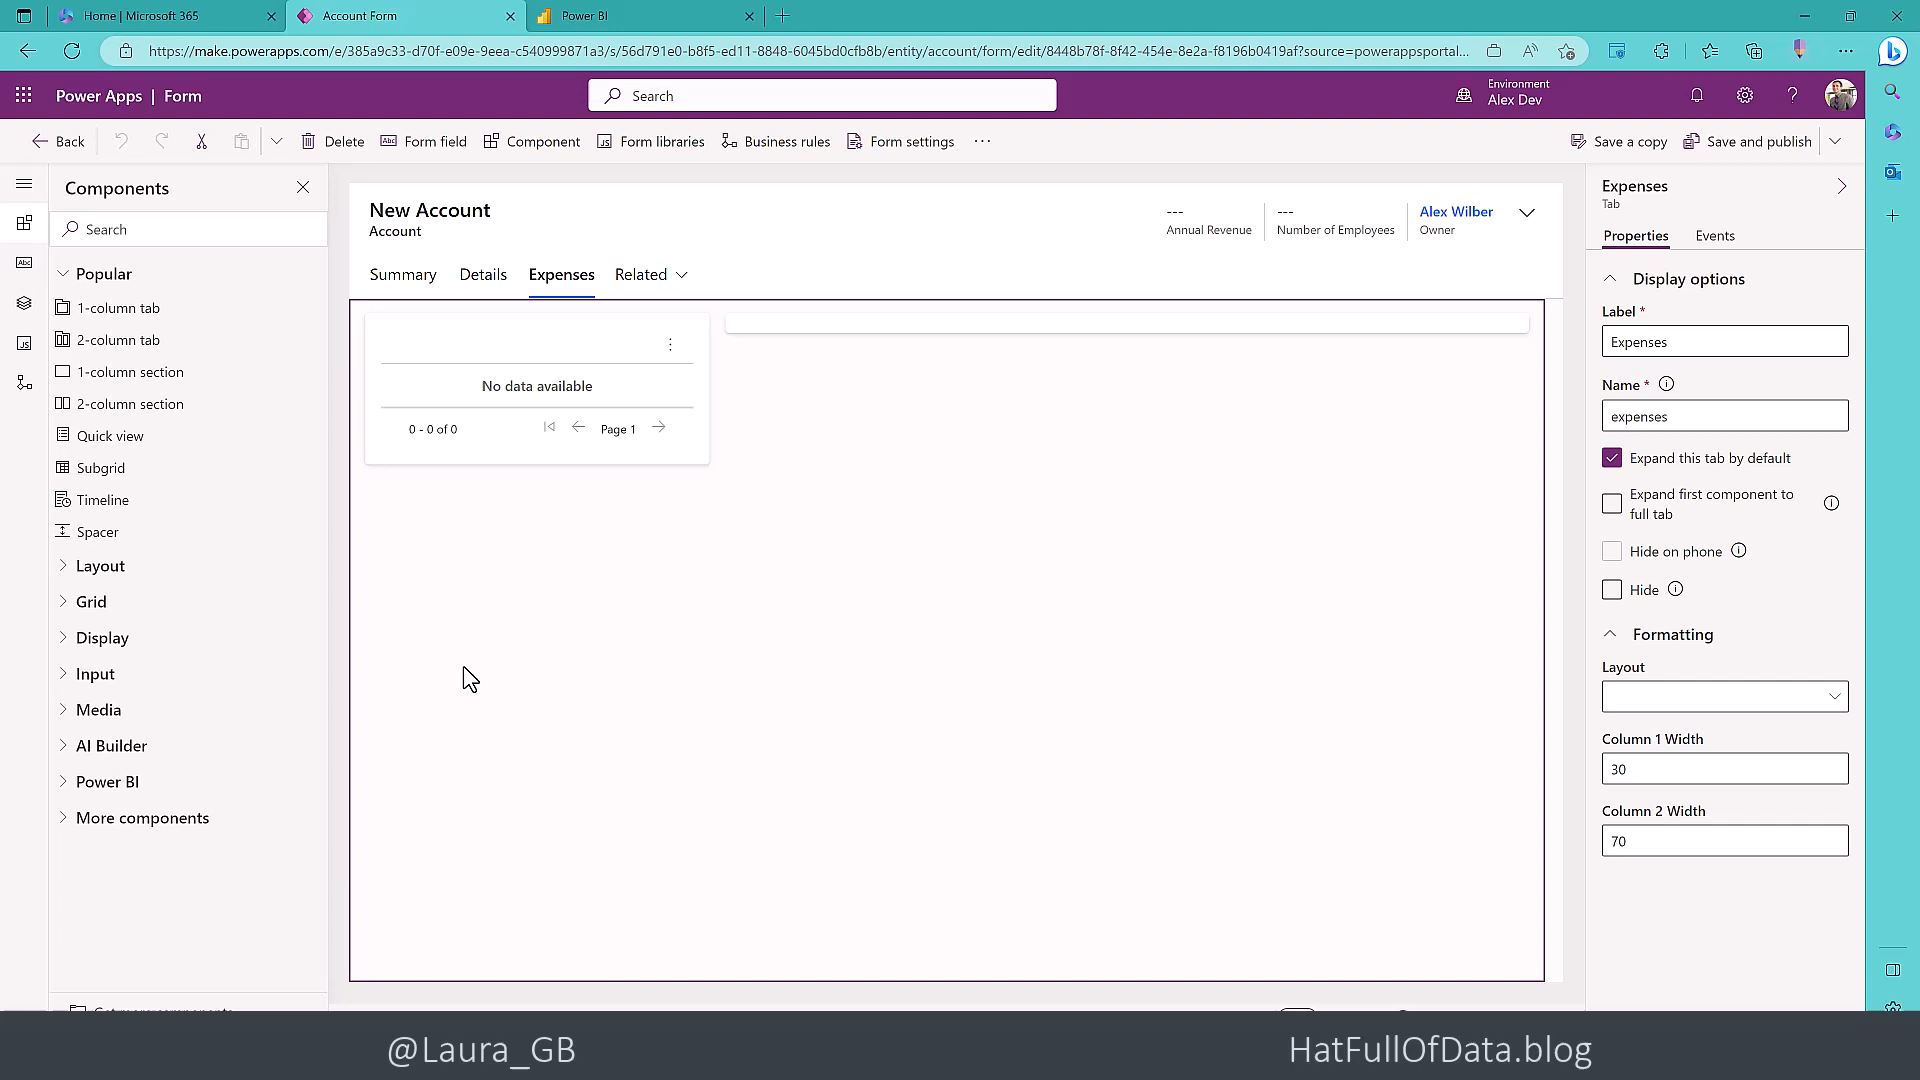 Home | Microsoft 365
Account Form
Power BI
https://make.powerapps.com/e/385a9c33-d70f-e09e-9eea-c540999871a3/s/56d791e0-b8f5-ed11-8848-6045bd0cfb8b/entity/account/form/edit/8448b78f-8f42-454e-8e2a-f8196b0419af?source=powerappsportal...
Power Apps | Form
Search
Environment
Alex Dev
Back
Delete
Abc Form field
Component
Form libraries
Business rules
Form settings
...
Save a copy
Save and publish
Components
Search
Popular
1-column tab
2-column tab
1-column section
2-column section
Quick view
Subgrid
Timeline
Spacer
Layout
Grid
Display
Input
Media
AI Builder
Power BI
More components
Abc
JS
New Account
Account
---
Annual Revenue
---
Number of Employees
Alex Wilber
Owner
Summary
Details
Expenses
Related
No data available
0 - 0 of 0
Page 1
Expenses
Tab
Properties
Events
Display options
Label *
Expenses
Name *
expenses
Expand this tab by default
Expand first component to
full tab
Hide on phone
Hide
Formatting
Layout
Column 1 Width
30
Column 2 Width
70
@Laura_GB
HatFullOfData.blog